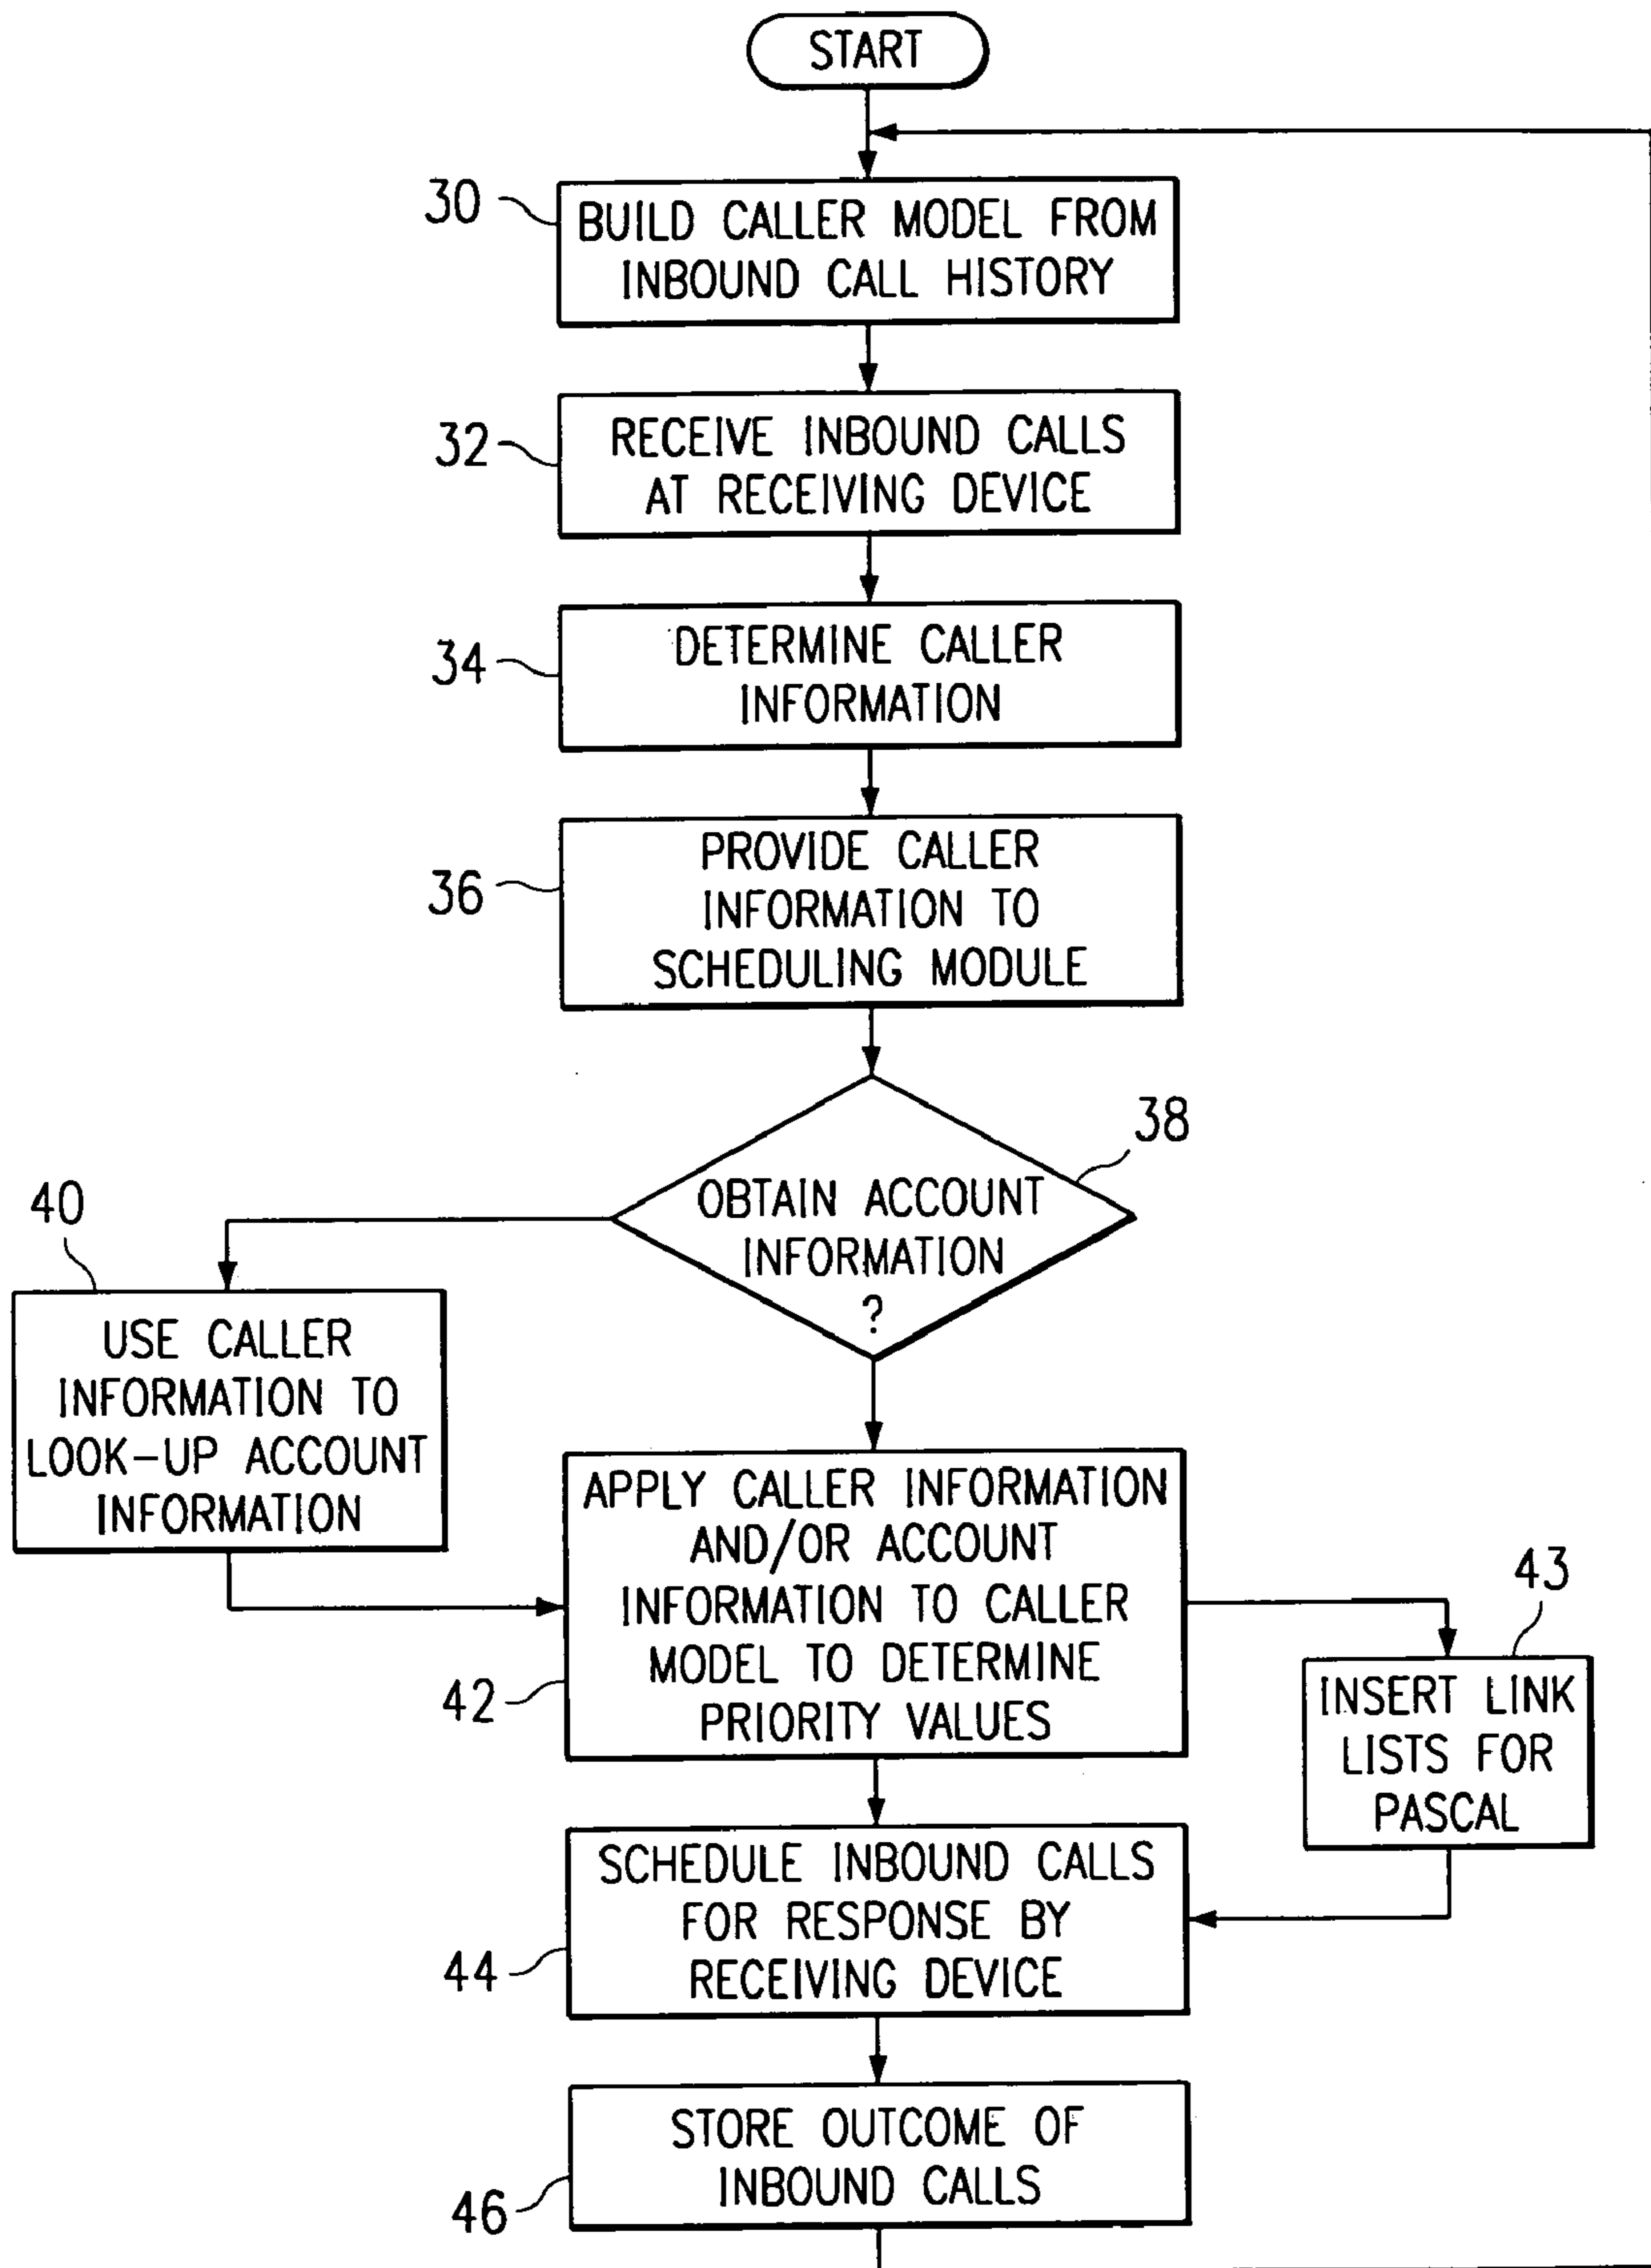 START
30
BUILD CALLER MODEL FROM
INBOUND CALL HISTORY
32
RECEIVE INBOUND CALLS
AT RECEIVING DEVICE
34
DETERMINE CALLER
INFORMATION
36
PROVIDE CALLER
INFORMATION TO
SCHEDULING MODULE
38
OBTAIN ACCOUNT
INFORMATION
?
40
USE CALLER
INFORMATION TO
LOOK-UP ACCOUNT
INFORMATION
42
APPLY CALLER INFORMATION
AND/OR ACCOUNT
INFORMATION TO CALLER
MODEL TO DETERMINE
PRIORITY VALUES
43
INSERT LINK
LISTS FOR
PASCAL
44
SCHEDULE INBOUND CALLS
FOR RESPONSE BY
RECEIVING DEVICE
46
STORE OUTCOME OF
INBOUND CALLS